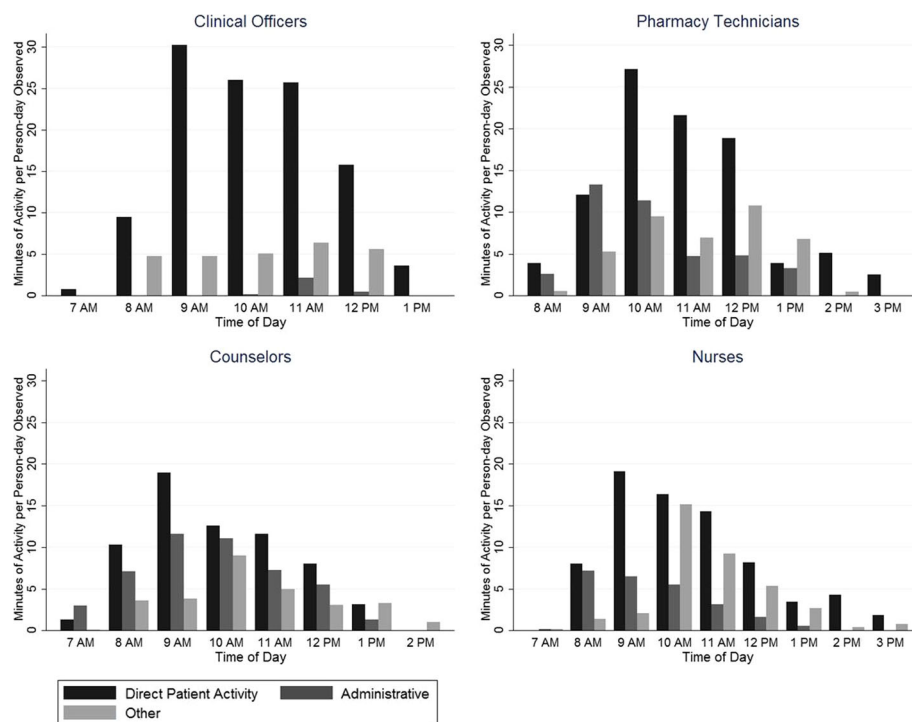 Clinical Officers
Minutes of Activity per Person-day Observed
30
25
20
15
10
5
0
7 AM 8 AM 9 AM 10 AM 11 AM 12 PM 1 PM
Time of Day
Pharmacy Technicians
Minutes of Activity per Person-day Observed
30
25
20
15
10
5
0
8 AM 9 AM 10 AM 11 AM 12 PM 1 PM 2 PM 3 PM
Time of Day
Counselors
Minutes of Activity per Person-day Observed
30
25
20
15
10
5
0
7 AM 8 AM 9 AM 10 AM 11 AM 12 PM 1 PM 2 PM
Time of Day
Nurses
Minutes of Activity per Person-day Observed
30
25
20
15
10
5
0
7 AM 8 AM 9 AM 10 AM 11 AM 12 PM 1 PM 2 PM 3 PM
Time of Day
Direct Patient Activity Administrative
Other